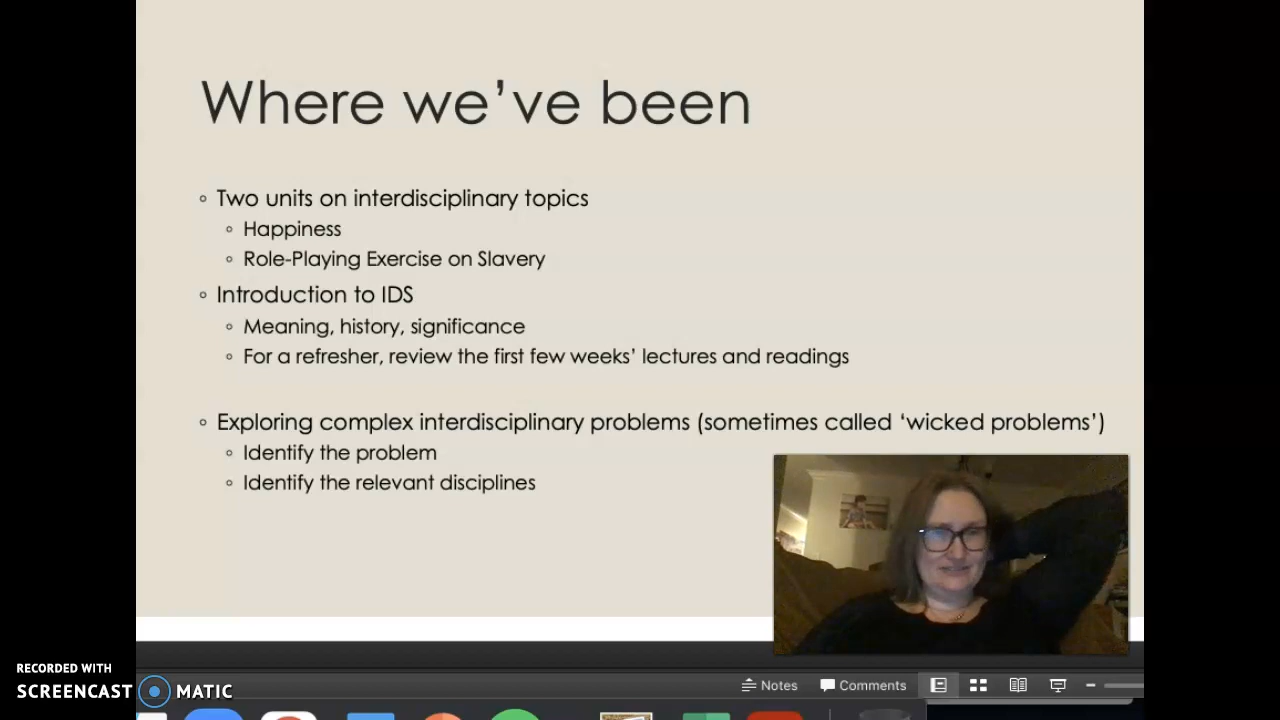 Where we’ve been
Two units on interdisciplinary topics
Happiness
Role-Playing Exercise on Slavery
Introduction to IDS
Meaning, history, significance
For a refresher, review the first few weeks’ lectures and readings
Exploring complex interdisciplinary problems (sometimes called ‘wicked problems’)
Identify the problem
Identify the relevant disciplines
RECORDED WITH
SCREENCAST MATIC
Notes Comments